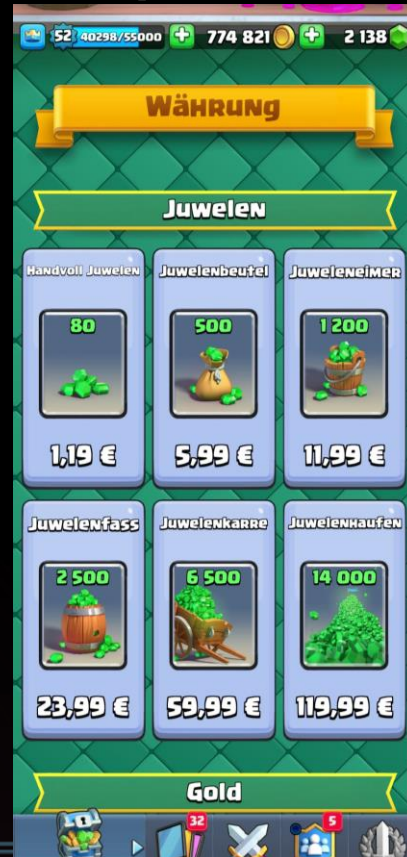 52 40298/55000 774 821 2 138
Währung
Juwelen
Handvoll Juwelen Juwelenbeutel Juweleneimer
80 500 1 200
1,19 € 5,99 € 11,99 €
Juwelenfass Juwelenkarre Juwelenhaufen
2 500 6 500 14 000
23,99 € 59,99 € 119,99 €
Gold
32 5